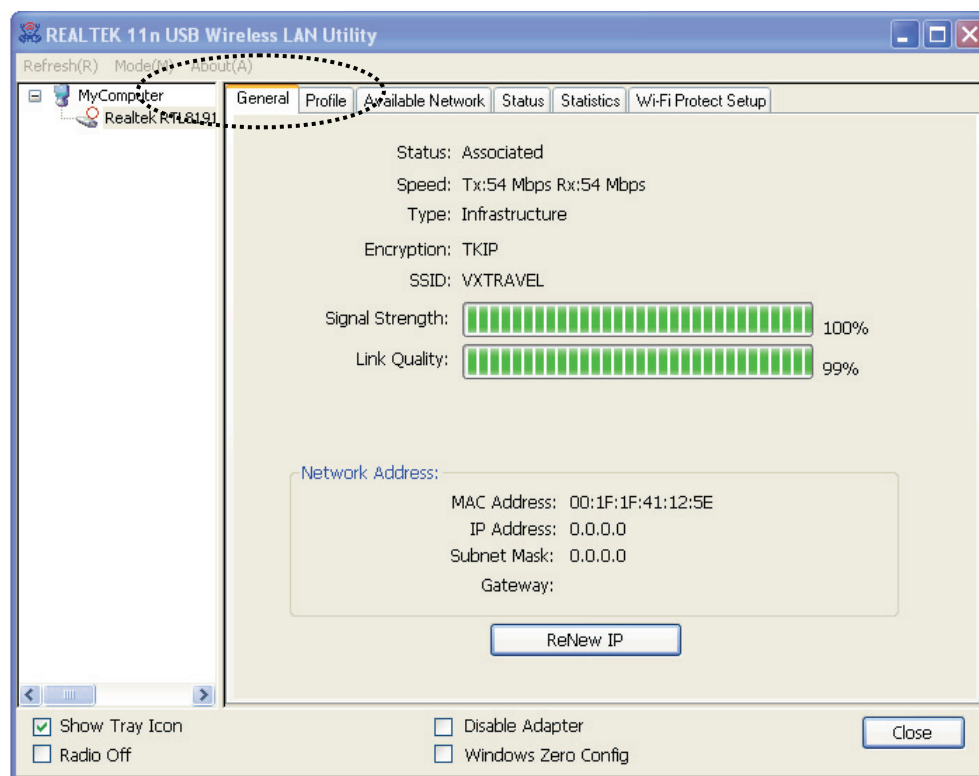 REALTEK 11n USB Wireless LAN Utility
Refresh(R) Mode(M) About(A)
MyComputer
Realtek RTL8191
General Profile Available Network Status Statistics Wi-Fi Protect Setup
Status: Associated
Speed: Tx:54 Mbps Rx:54 Mbps
Type: Infrastructure
Encryption: TKIP
SSID: VXTRAVEL
Signal Strength: 100%
Link Quality: 99%
Network Address:
MAC Address: 00:1F:1F:41:12:5E
IP Address: 0.0.0.0
Subnet Mask: 0.0.0.0
Gateway:
ReNew IP
Show Tray Icon Disable Adapter Close
Radio Off Windows Zero Config